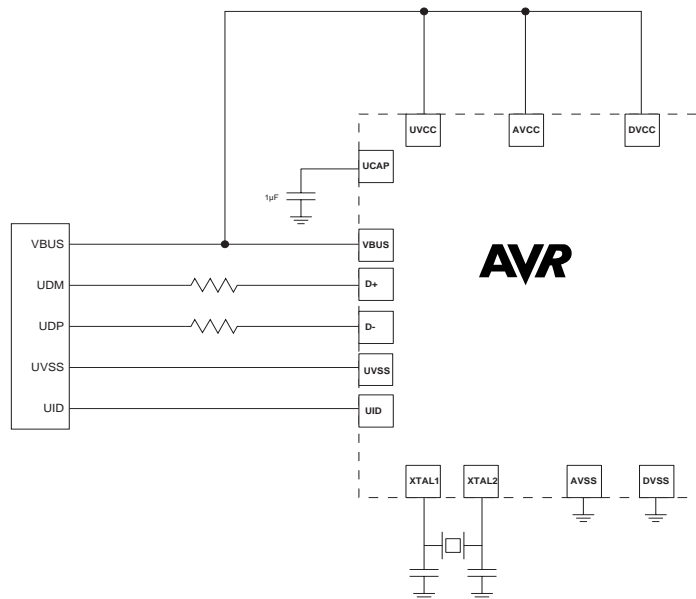 UVCC AVCC DVCC
UCAP
1µF
VBUS VBUS
UDM D+
UDP D-
UVSS UVSS
UID UID
AVR
XTAL1 XTAL2 AVSS DVSS